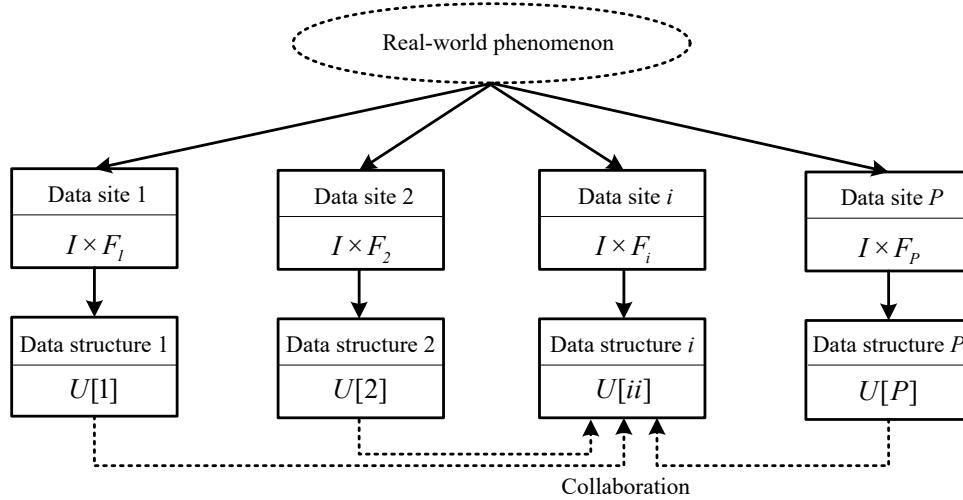 Real-world phenomenon
Data site 1
Data site 2
Data site i
Data site P
I × F₁
I × F₂
I × Fᵢ
I × F_P
Data structure 1
Data structure 2
Data structure i
Data structure P
U[1]
U[2]
U[ii]
U[P]
Collaboration